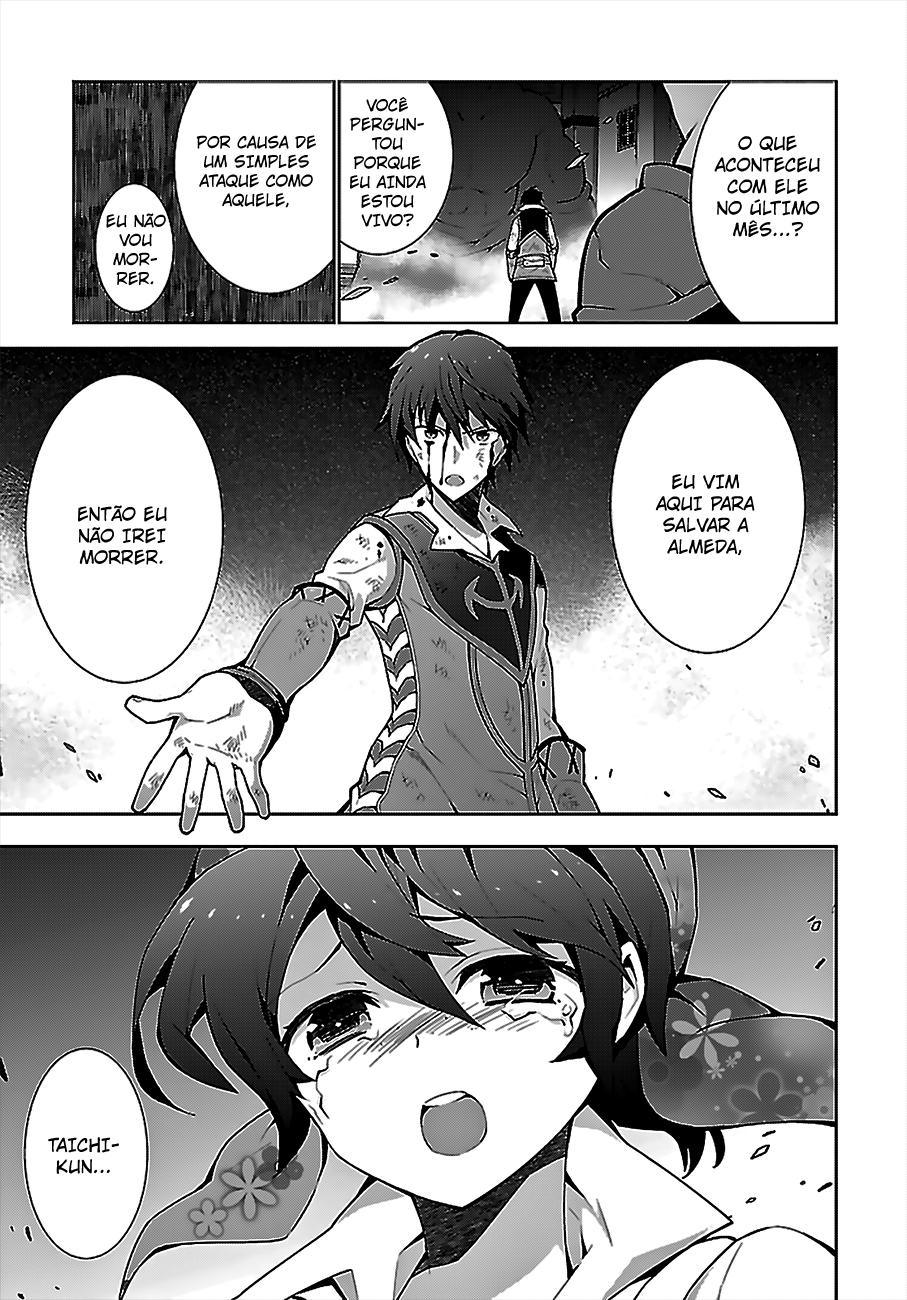 O QUE
ACONTECEU
COM ELE
NO ÚLTIMO
MÊS...?
VOCÊ
PERGUN-
TOU
PORQUE
EU AINDA
ESTOU
VIVO?
POR CAUSA DE
UM SIMPLES
ATAQUE COMO
AQUELE,
EU NÃO
VOU
MOR-
RER.
EU VIM
AQUI PARA
SALVAR A
ALMEDA,
ENTÃO EU
NÃO IREI
MORRER.
TAICHI-
KUN...